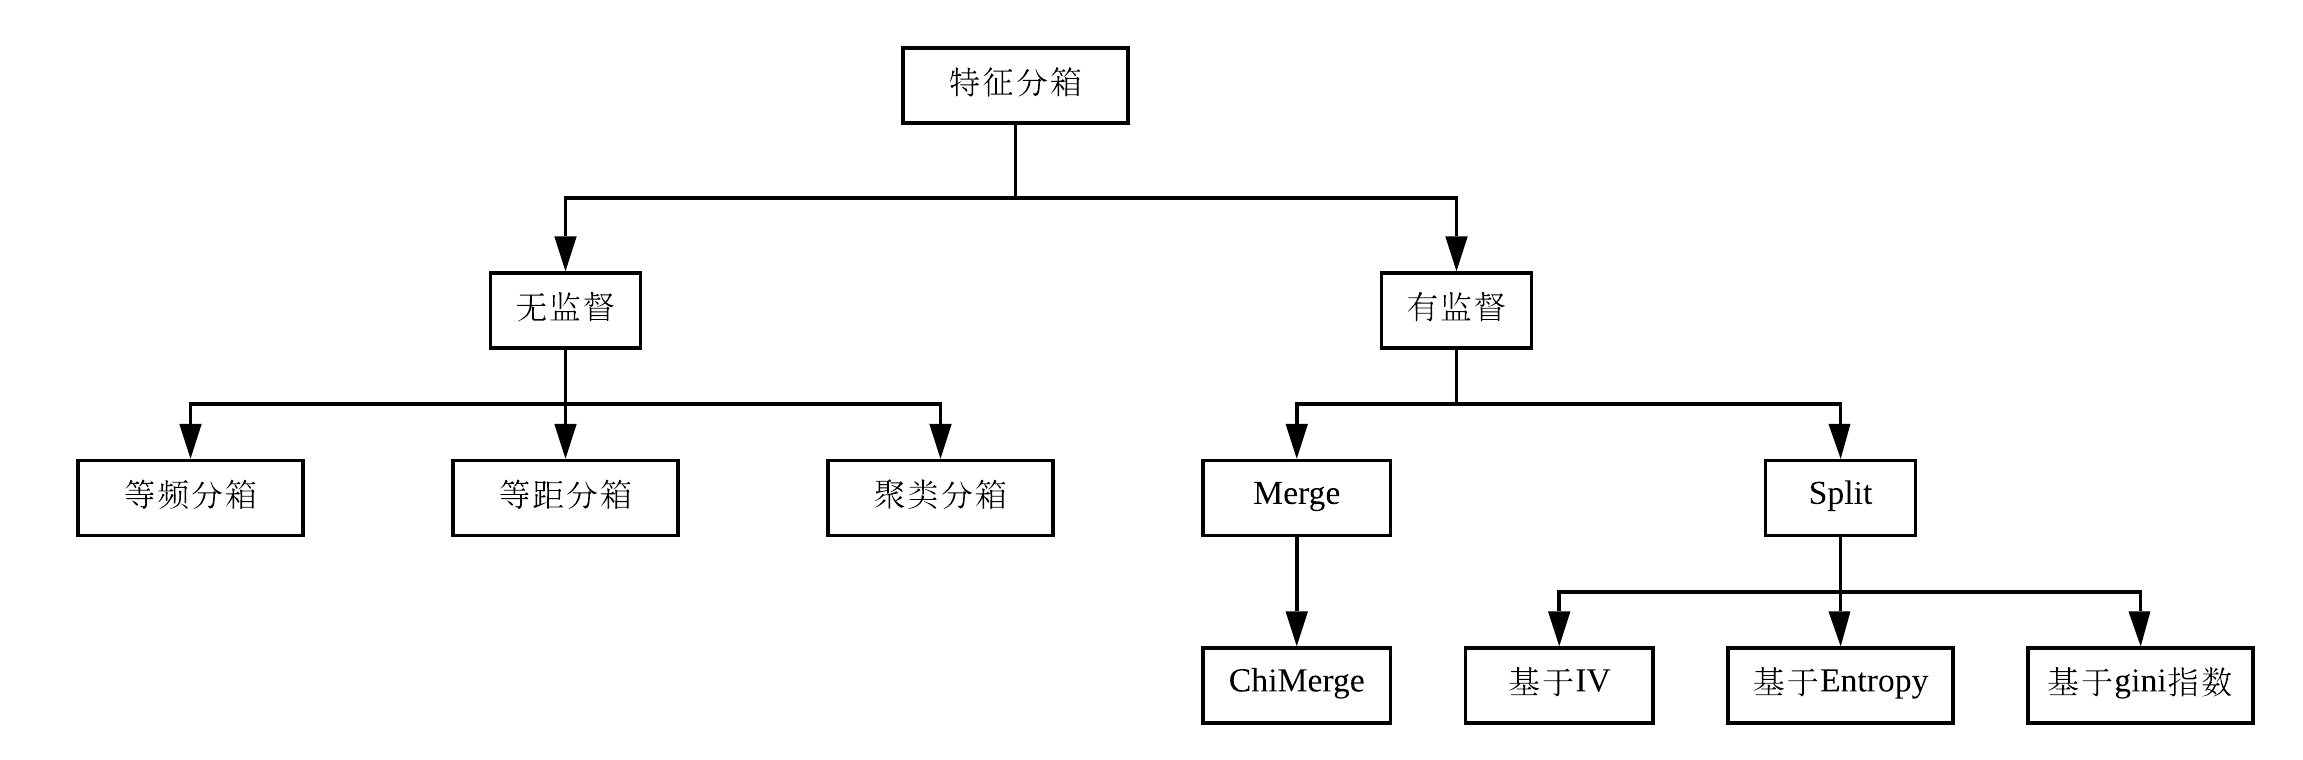 特征分箱
无监督
有监督
等频分箱
等距分箱
聚类分箱
Merge
Split
ChiMerge
基于IV
基于Entropy
基于gini指数